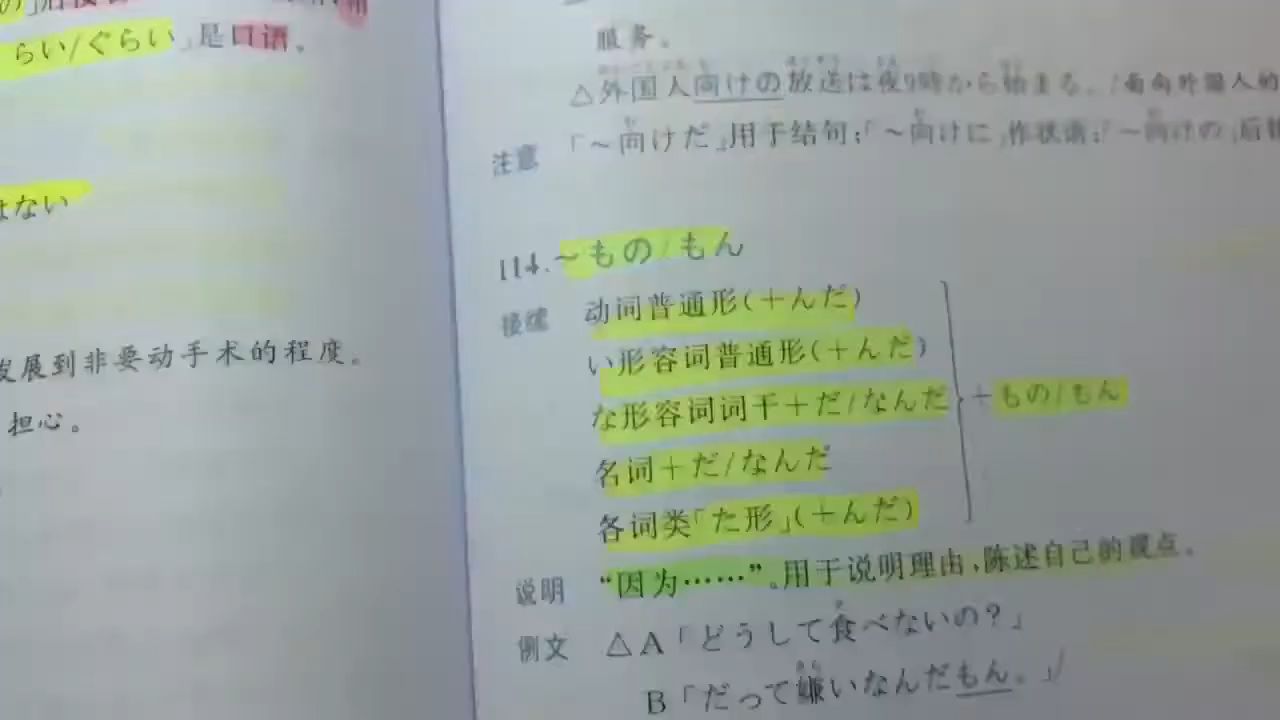 らい/ぐらい」是口语。
はない
发展到非要动手术的程度。
担心。
服务。
△外国人向けの放送は夜9時から始まる。/面向外国人的
注意 「~向けだ」用于结句;「~向けに」作状语;「~向けの」后接
114.~もの/もん
接续 动词普通形(+んだ)
い形容词普通形(+んだ)
な形容词词干+だ/なんだ
+もの/もん
名词+だ/なんだ
各词类「た形」(+んだ)
说明 “因为……”。用于说明理由,陈述自己的观点。
例文 △A「どうして食べないの?」
B「だって嫌いなんだもん。」/